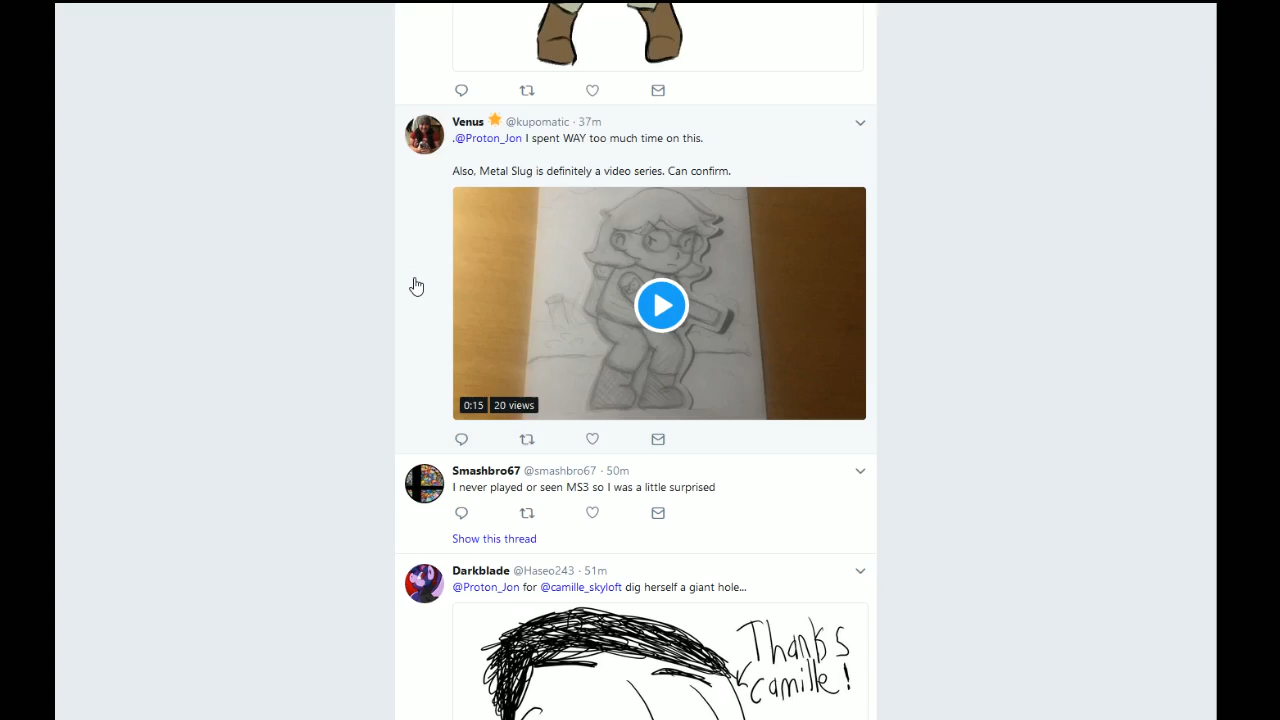 Venus @kupomatic · 37m
.@Proton_Jon I spent WAY too much time on this.
Also, Metal Slug is definitely a video series. Can confirm.
0:15 20 views
Smashbro67 @smashbro67 · 50m
I never played or seen MS3 so I was a little surprised
Show this thread
Darkblade @Haseo243 · 51m
@Proton_Jon for @camille_skyloft dig herself a giant hole...
Thanks
Camille!